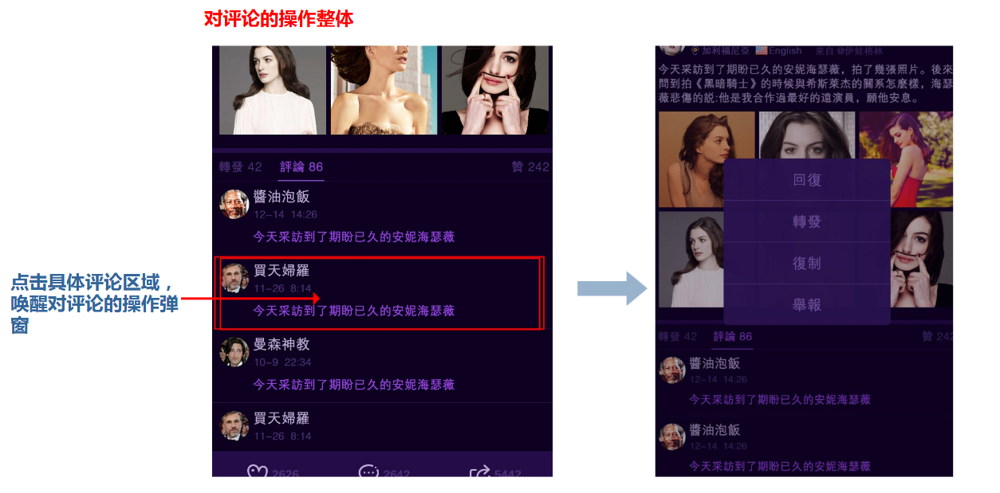 对评论的操作整体
点击具体评论区域，
唤醒对评论的操作弹
窗
轉發 42
評論 86
贊 242
醬油泡飯
12-14 14:26
今天采訪到了期盼已久的安妮海瑟薇
買天婦羅
11-26 8:14
今天采訪到了期盼已久的安妮海瑟薇
曼森神教
10-9 22:34
今天采訪到了期盼已久的安妮海瑟薇
買天婦羅
11-26 8:14
2626
2642
5442
加利福尼亞 English 來自@伊蛙格林
今天采訪到了期盼已久的安妮海瑟薇，拍了幾張照片。後來
問到拍《黑暗騎士》的時候與希斯萊杰的關系怎麽樣，海瑟
薇悲傷的説:他是我合作過最好的遠演員，願他安息。
回復
轉發
復制
舉報
轉發 42
評論 86
贊 242
醬油泡飯
12-14 14:26
今天采訪到了期盼已久的安妮海瑟薇
醬油泡飯
12-14 14:26
今天采訪到了期盼已久的安妮海瑟薇